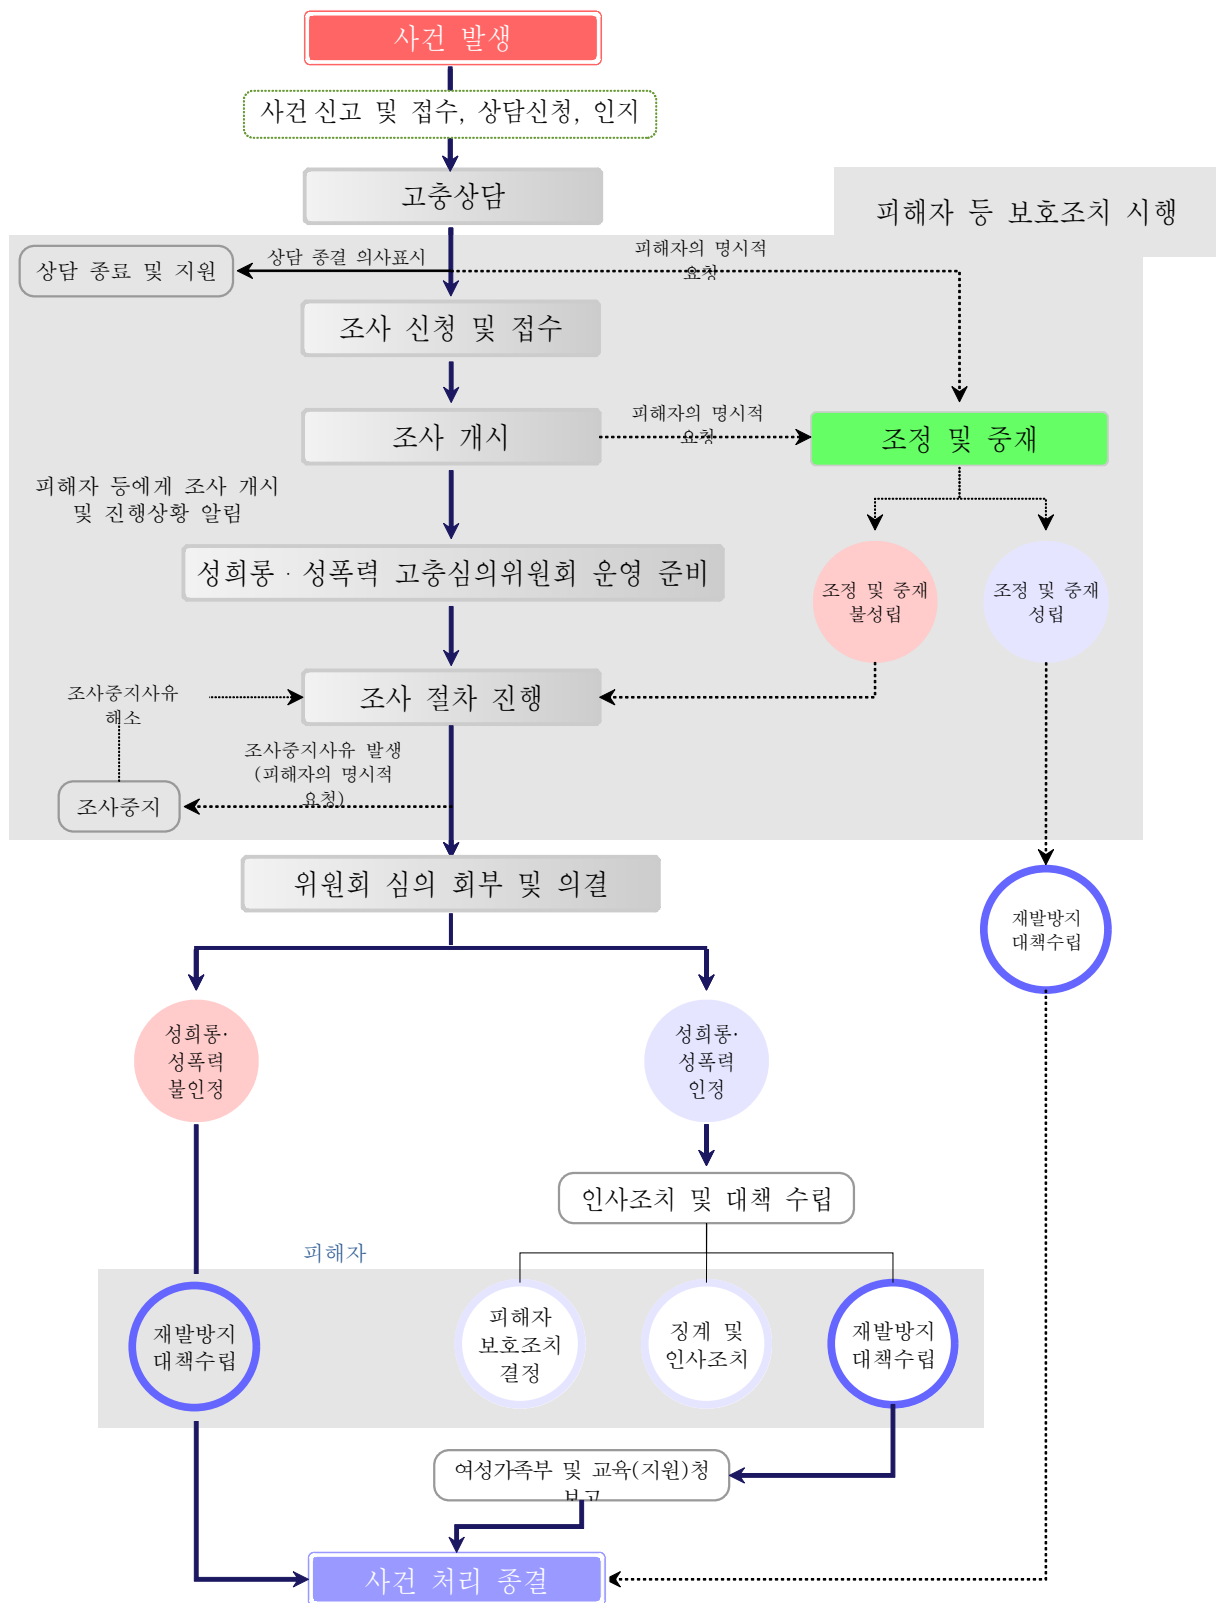 사건 발생
사건 신고 및 접수, 상담신청, 인지
고충상담
피해자 등 보호조치 시행
상담 종료 및 지원
상담 종결 의사표시
피해자의 명시적
요청
조사 신청 및 접수
조사 개시
피해자의 명시적
요청
조정 및 중재
피해자 등에게 조사 개시
및 진행상황 알림
성희롱 · 성폭력 고충심의위원회 운영 준비
조정 및 중재
불성립
조정 및 중재
성립
조사중지사유
해소
조사 절차 진행
조사중지사유 발생
(피해자의 명시적
요청)
조사중지
위원회 심의 회부 및 의결
재발방지
대책수립
성희롱·
성폭력
불인정
성희롱·
성폭력
인정
인사조치 및 대책 수립
피해자
재발방지
대책수립
피해자
보호조치
결정
징계 및
인사조치
재발방지
대책수립
여성가족부 및 교육(지원)청
보고
사건 처리 종결